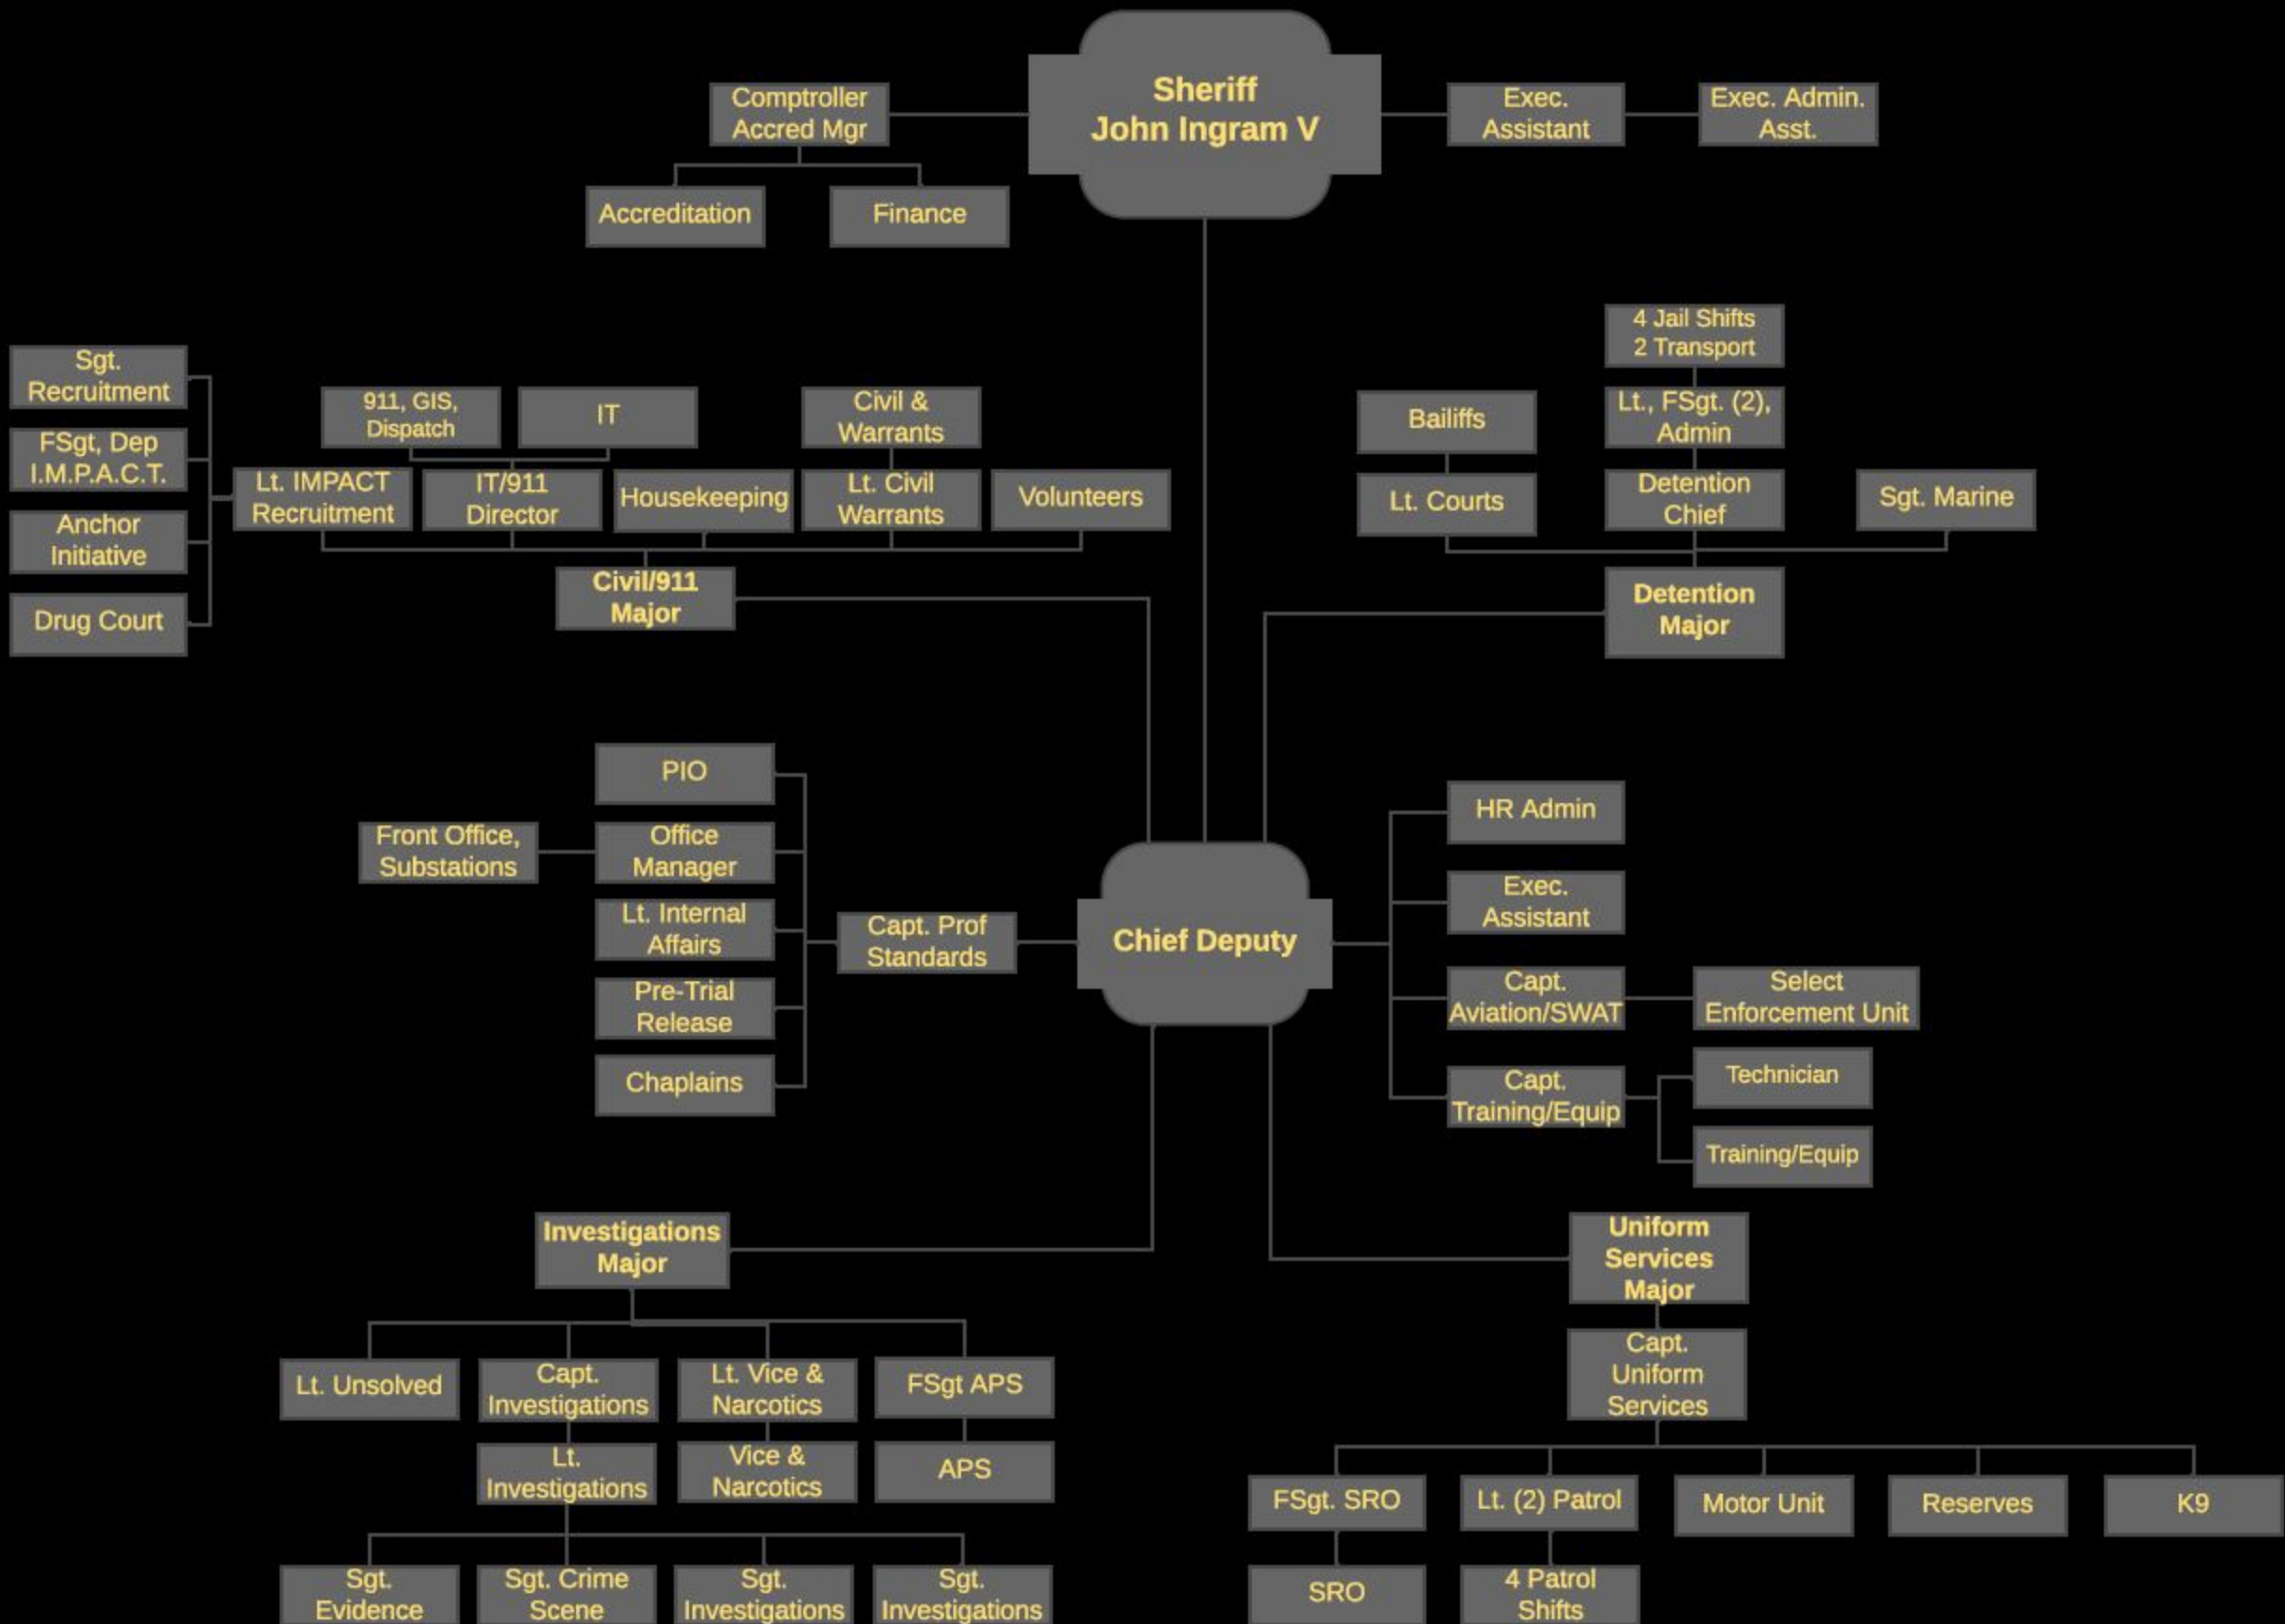 Sheriff
John Ingram V
Comptroller
Accred Mgr
Exec.
Assistant
Exec. Admin.
Asst.
Accreditation
Finance
4 Jail Shifts
2 Transport
Sgt.
Recruitment
911, GIS,
Dispatch
IT
Civil &
Warrants
Bailiffs
Lt., FSgt. (2),
Admin
FSgt, Dep
I.M.P.A.C.T.
Lt. IMPACT
Recruitment
IT/911
Director
Housekeeping
Lt. Civil
Warrants
Volunteers
Lt. Courts
Detention
Chief
Sgt. Marine
Anchor
Initiative
Civil/911
Major
Detention
Major
Drug Court
PIO
HR Admin
Front Office,
Substations
Office
Manager
Exec.
Assistant
Lt. Internal
Affairs
Capt. Prof
Standards
Chief Deputy
Pre-Trial
Release
Capt.
Aviation/SWAT
Select
Enforcement Unit
Chaplains
Capt.
Training/Equip
Technician
Training/Equip
Investigations
Major
Uniform
Services
Major
Capt.
Uniform
Services
Lt. Unsolved
Capt.
Investigations
Lt. Vice &
Narcotics
FSgt APS
Lt.
Investigations
Vice &
Narcotics
APS
FSgt. SRO
Lt. (2) Patrol
Motor Unit
Reserves
K9
Sgt.
Evidence
Sgt. Crime
Scene
Sgt.
Investigations
Sgt.
Investigations
SRO
4 Patrol
Shifts